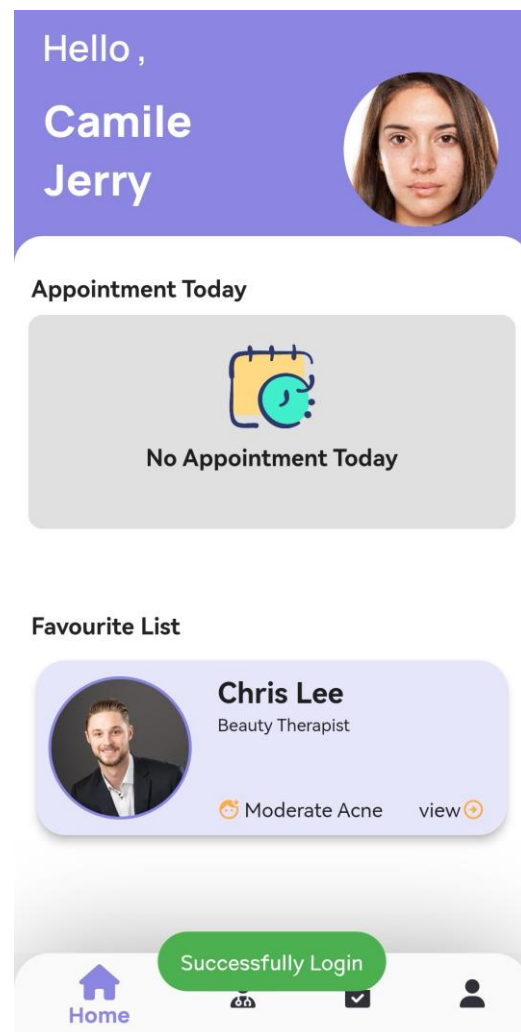 Hello ,
Camile
Jerry
Appointment Today
No Appointment Today
Favourite List
Chris Lee
Beauty Therapist
Moderate Acne view
Successfully Login
Home